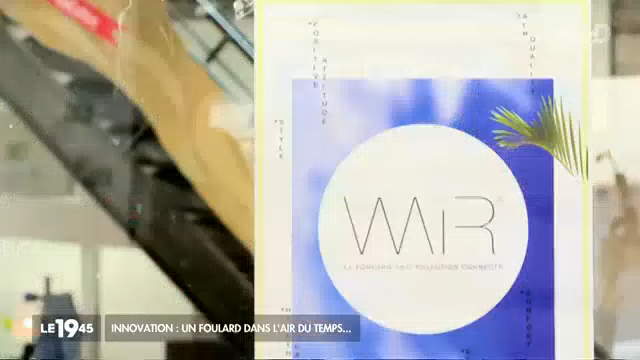 POSITIVE
ATTITUDE
QUALITY
STYLE
WAIR
LE FOULARD ANTI POLLUTION CONNECTÉ
COMFORT
LE 19 45
INNOVATION : UN FOULARD DANS L'AIR DU TEMPS...